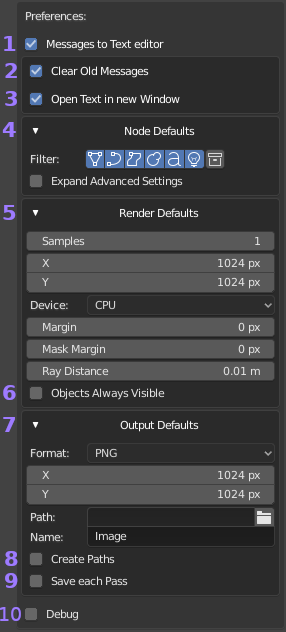 Preferences:
1 Messages to Text editor
2 Clear Old Messages
3 Open Text in new Window
4 Node Defaults
Filter:
Expand Advanced Settings
5 Render Defaults
Samples 1
X 1024 px
Y 1024 px
Device: CPU
Margin 0 px
Mask Margin 0 px
Ray Distance 0.01 m
6 Objects Always Visible
7 Output Defaults
Format: PNG
X 1024 px
Y 1024 px
Path:
Name: Image
8 Create Paths
9 Save each Pass
10 Debug